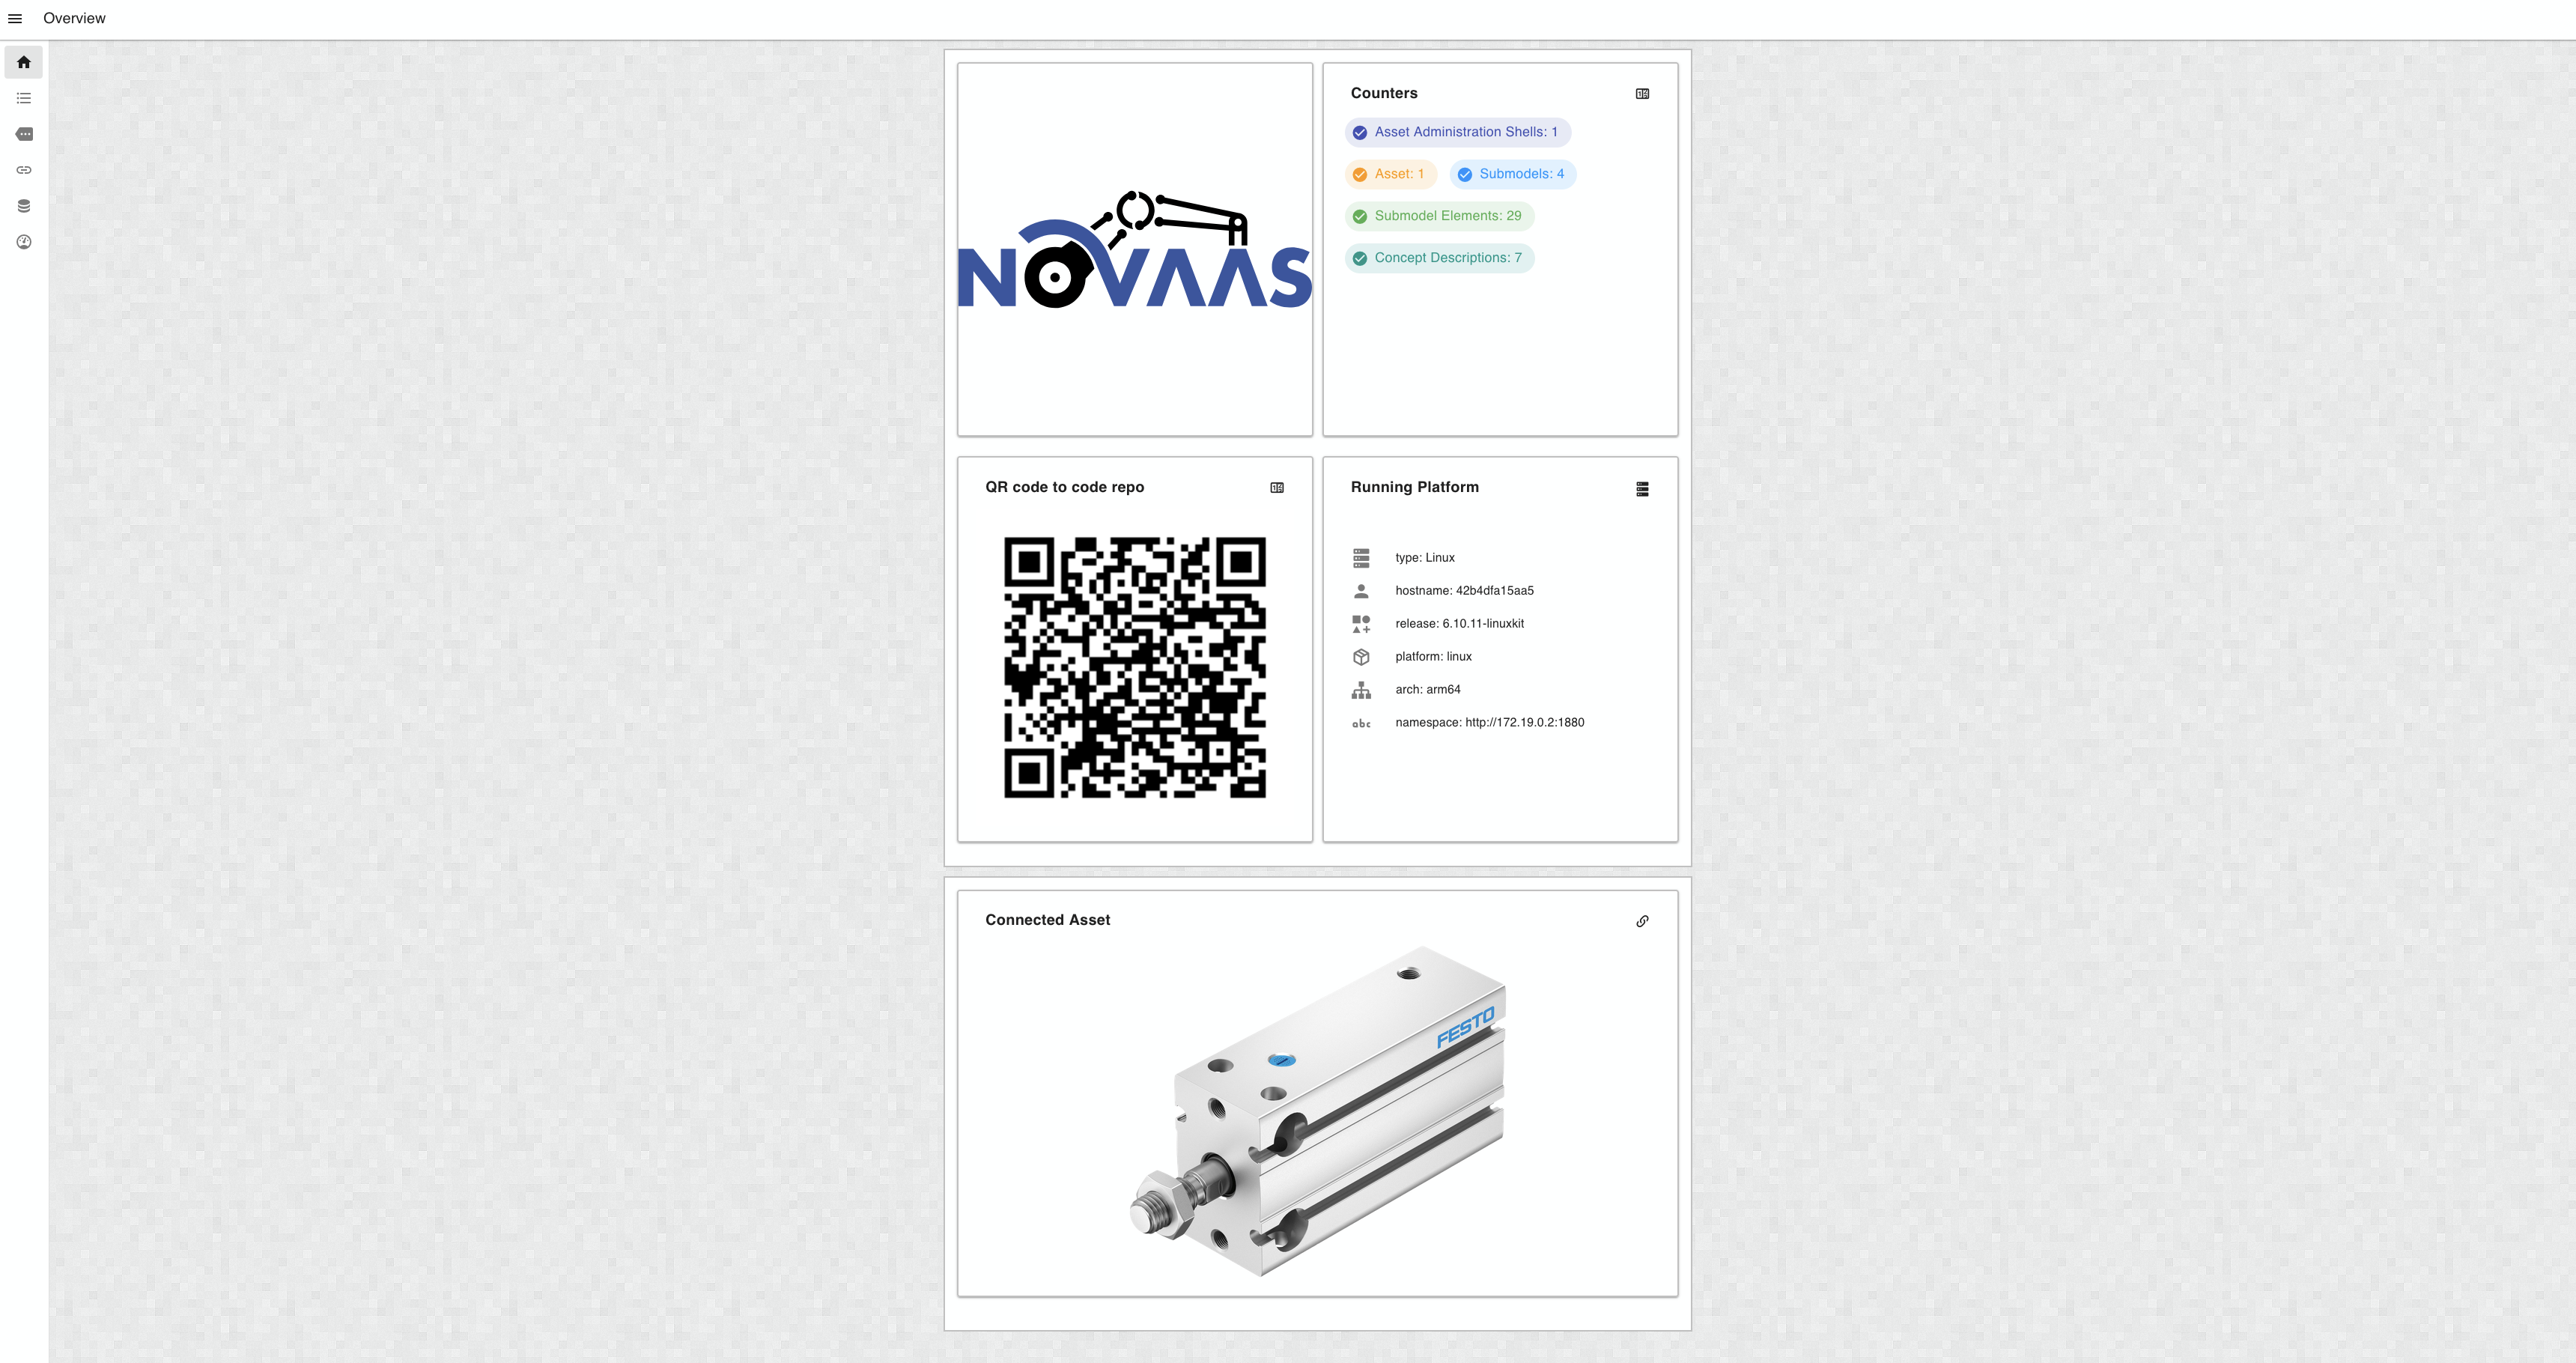 Overview
NOVAAS
Counters
Asset Administration Shells: 1
Asset: 1
Submodels: 4
Submodel Elements: 29
Concept Descriptions: 7
QR code to code repo
Running Platform
type: Linux
hostname: 42b4dfa15aa5
release: 6.10.11-linuxkit
platform: linux
arch: arm64
abc
namespace: http://172.19.0.2:1880
Connected Asset
FESTO